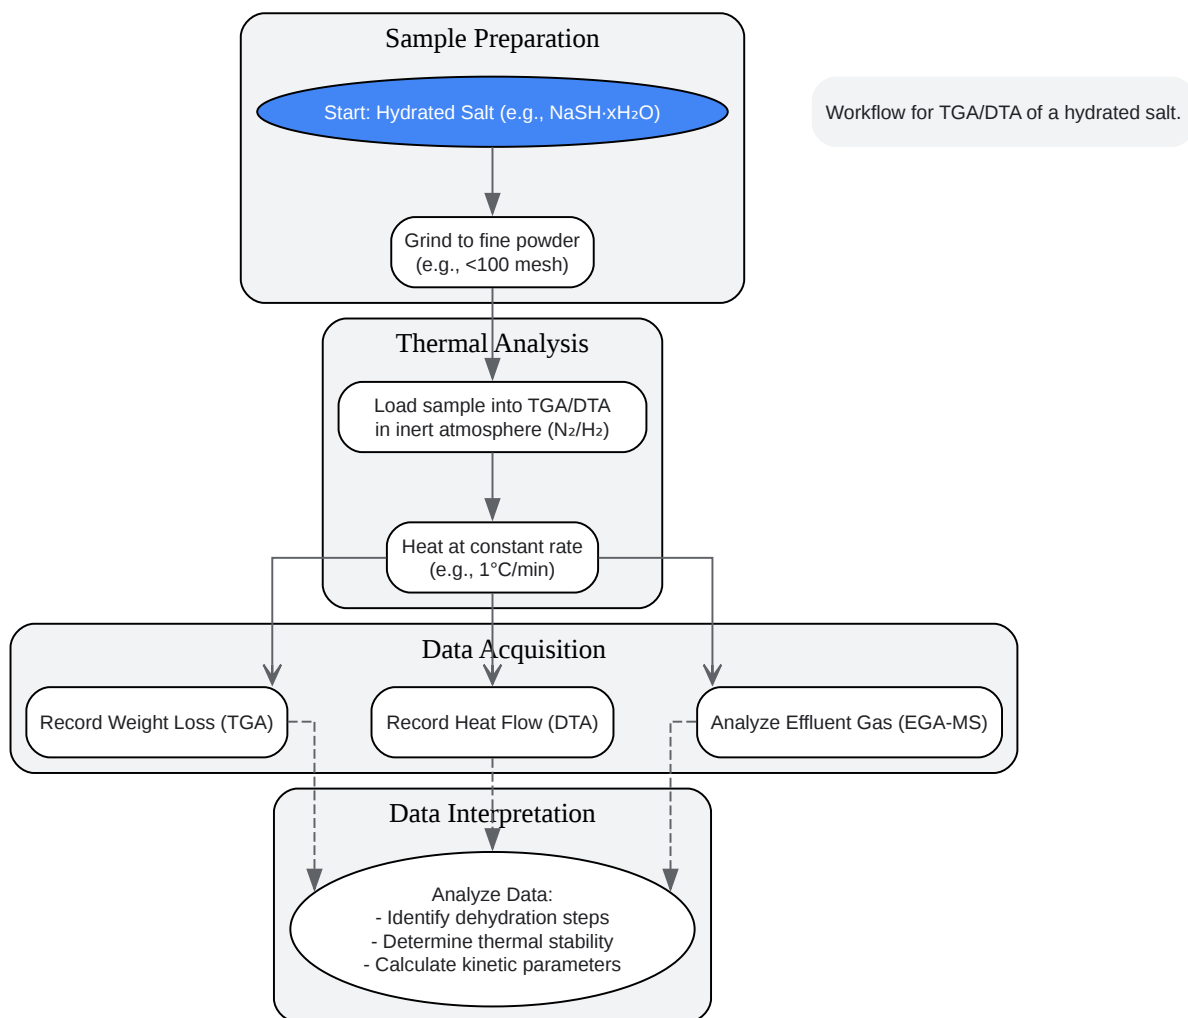 Sample Preparation
Start: Hydrated Salt (e.g., NaSH·xH₂O)
Workflow for TGA/DTA of a hydrated salt.
Grind to fine powder
(e.g., <100 mesh)
Thermal Analysis
Load sample into TGA/DTA
in inert atmosphere (N₂/H₂)
Heat at constant rate
(e.g., 1°C/min)
Data Acquisition
Record Weight Loss (TGA)
Record Heat Flow (DTA)
Analyze Effluent Gas (EGA-MS)
Data Interpretation
Analyze Data:
- Identify dehydration steps
- Determine thermal stability
- Calculate kinetic parameters